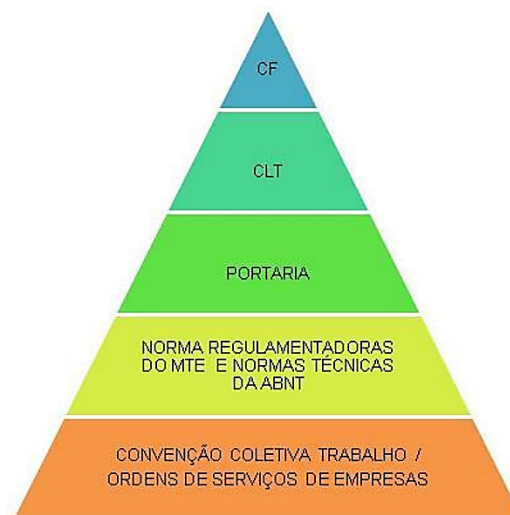 CF
CLT
PORTARIA
NORMA REGULAMENTADORAS
DO MTE E NORMAS TÉCNICAS
DA ABNT
CONVENÇÃO COLETIVA TRABALHO /
ORDENS DE SERVIÇOS DE EMPRESAS